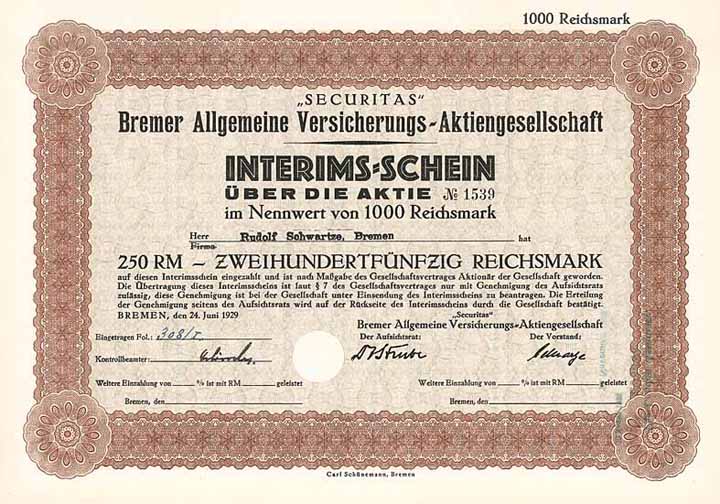 1000 Reichsmark
„SECURITAS“
Bremer Allgemeine Versicherungs-Aktiengesellschaft
INTERIMS-SCHEIN
ÜBER DIE AKTIE № 1539
im Nennwert von 1000 Reichsmark
Herr Rudolf Schwartze, Bremen hat
Firma
250 RM – ZWEIHUNDERTFÜNFZIG REICHSMARK
auf diesen Interimsschein eingezahlt und ist nach Maßgabe des Gesellschaftsvertrages Aktionär der Gesellschaft geworden.
Die Übertragung dieses Interimsscheins ist laut § 7 des Gesellschaftsvertrages nur mit Genehmigung des Aufsichtsrats
zulässig, diese Genehmigung ist bei der Gesellschaft unter Einsendung des Interimsscheins zu beantragen. Die Erteilung
der Genehmigung seitens des Aufsichtsrats wird auf der Rückseite des Interimsscheins durch die Gesellschaft bestätigt.
BREMEN, den 24. Juni 1929
„Securitas“
Bremer Allgemeine Versicherungs-Aktiengesellschaft
Eingetragen Fol.: 308/I
Der Aufsichtsrat: Der Vorstand:
Kontrollbeamter:
Weitere Einzahlung von % ist mit RM geleistet
Weitere Einzahlung von % ist mit RM geleistet
Bremen, den
Bremen, den
Carl Schünemann, Bremen